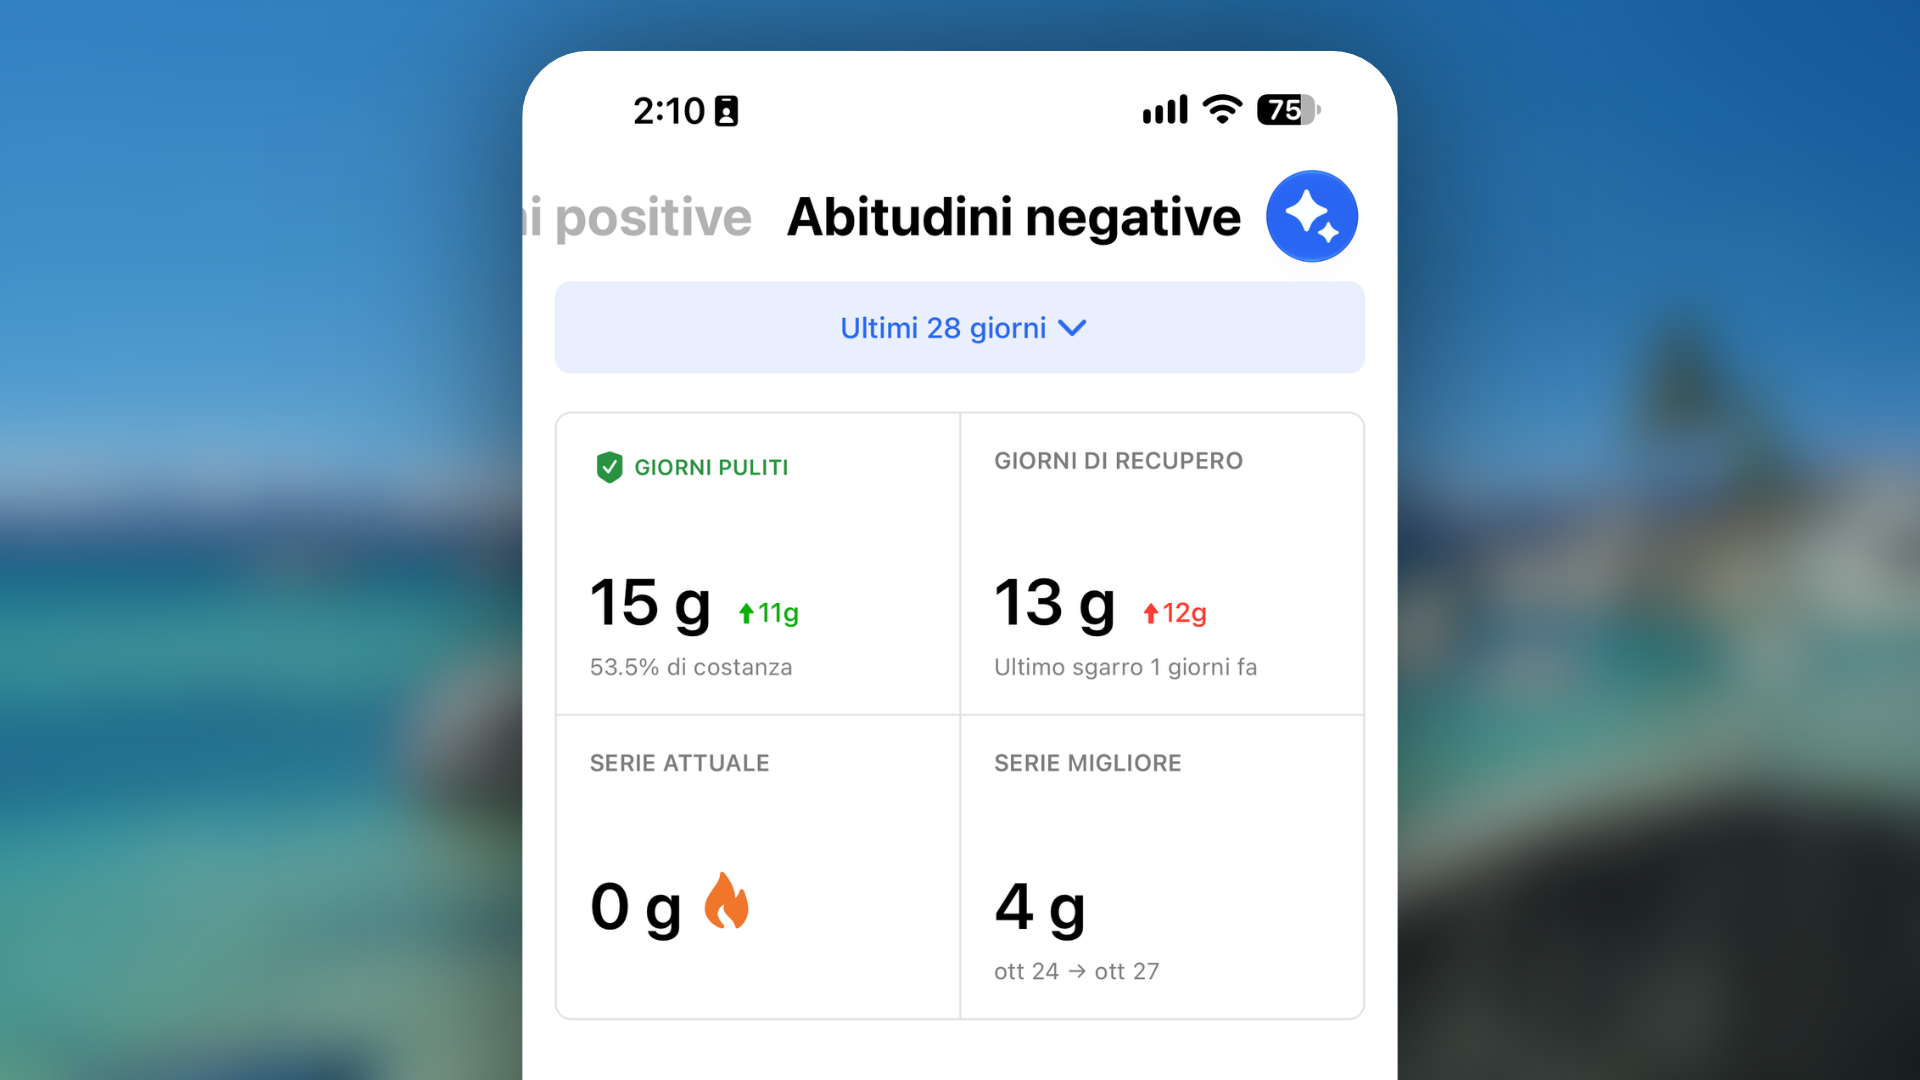 2:10
75
i positive Abitudini negative
Ultimi 28 giorni
GIORNI PULITI
15 g 11g
53.5% di costanza
GIORNI DI RECUPERO
13 g 12g
Ultimo sgarro 1 giorni fa
SERIE ATTUALE
0 g
SERIE MIGLIORE
4 g
ott 24 → ott 27